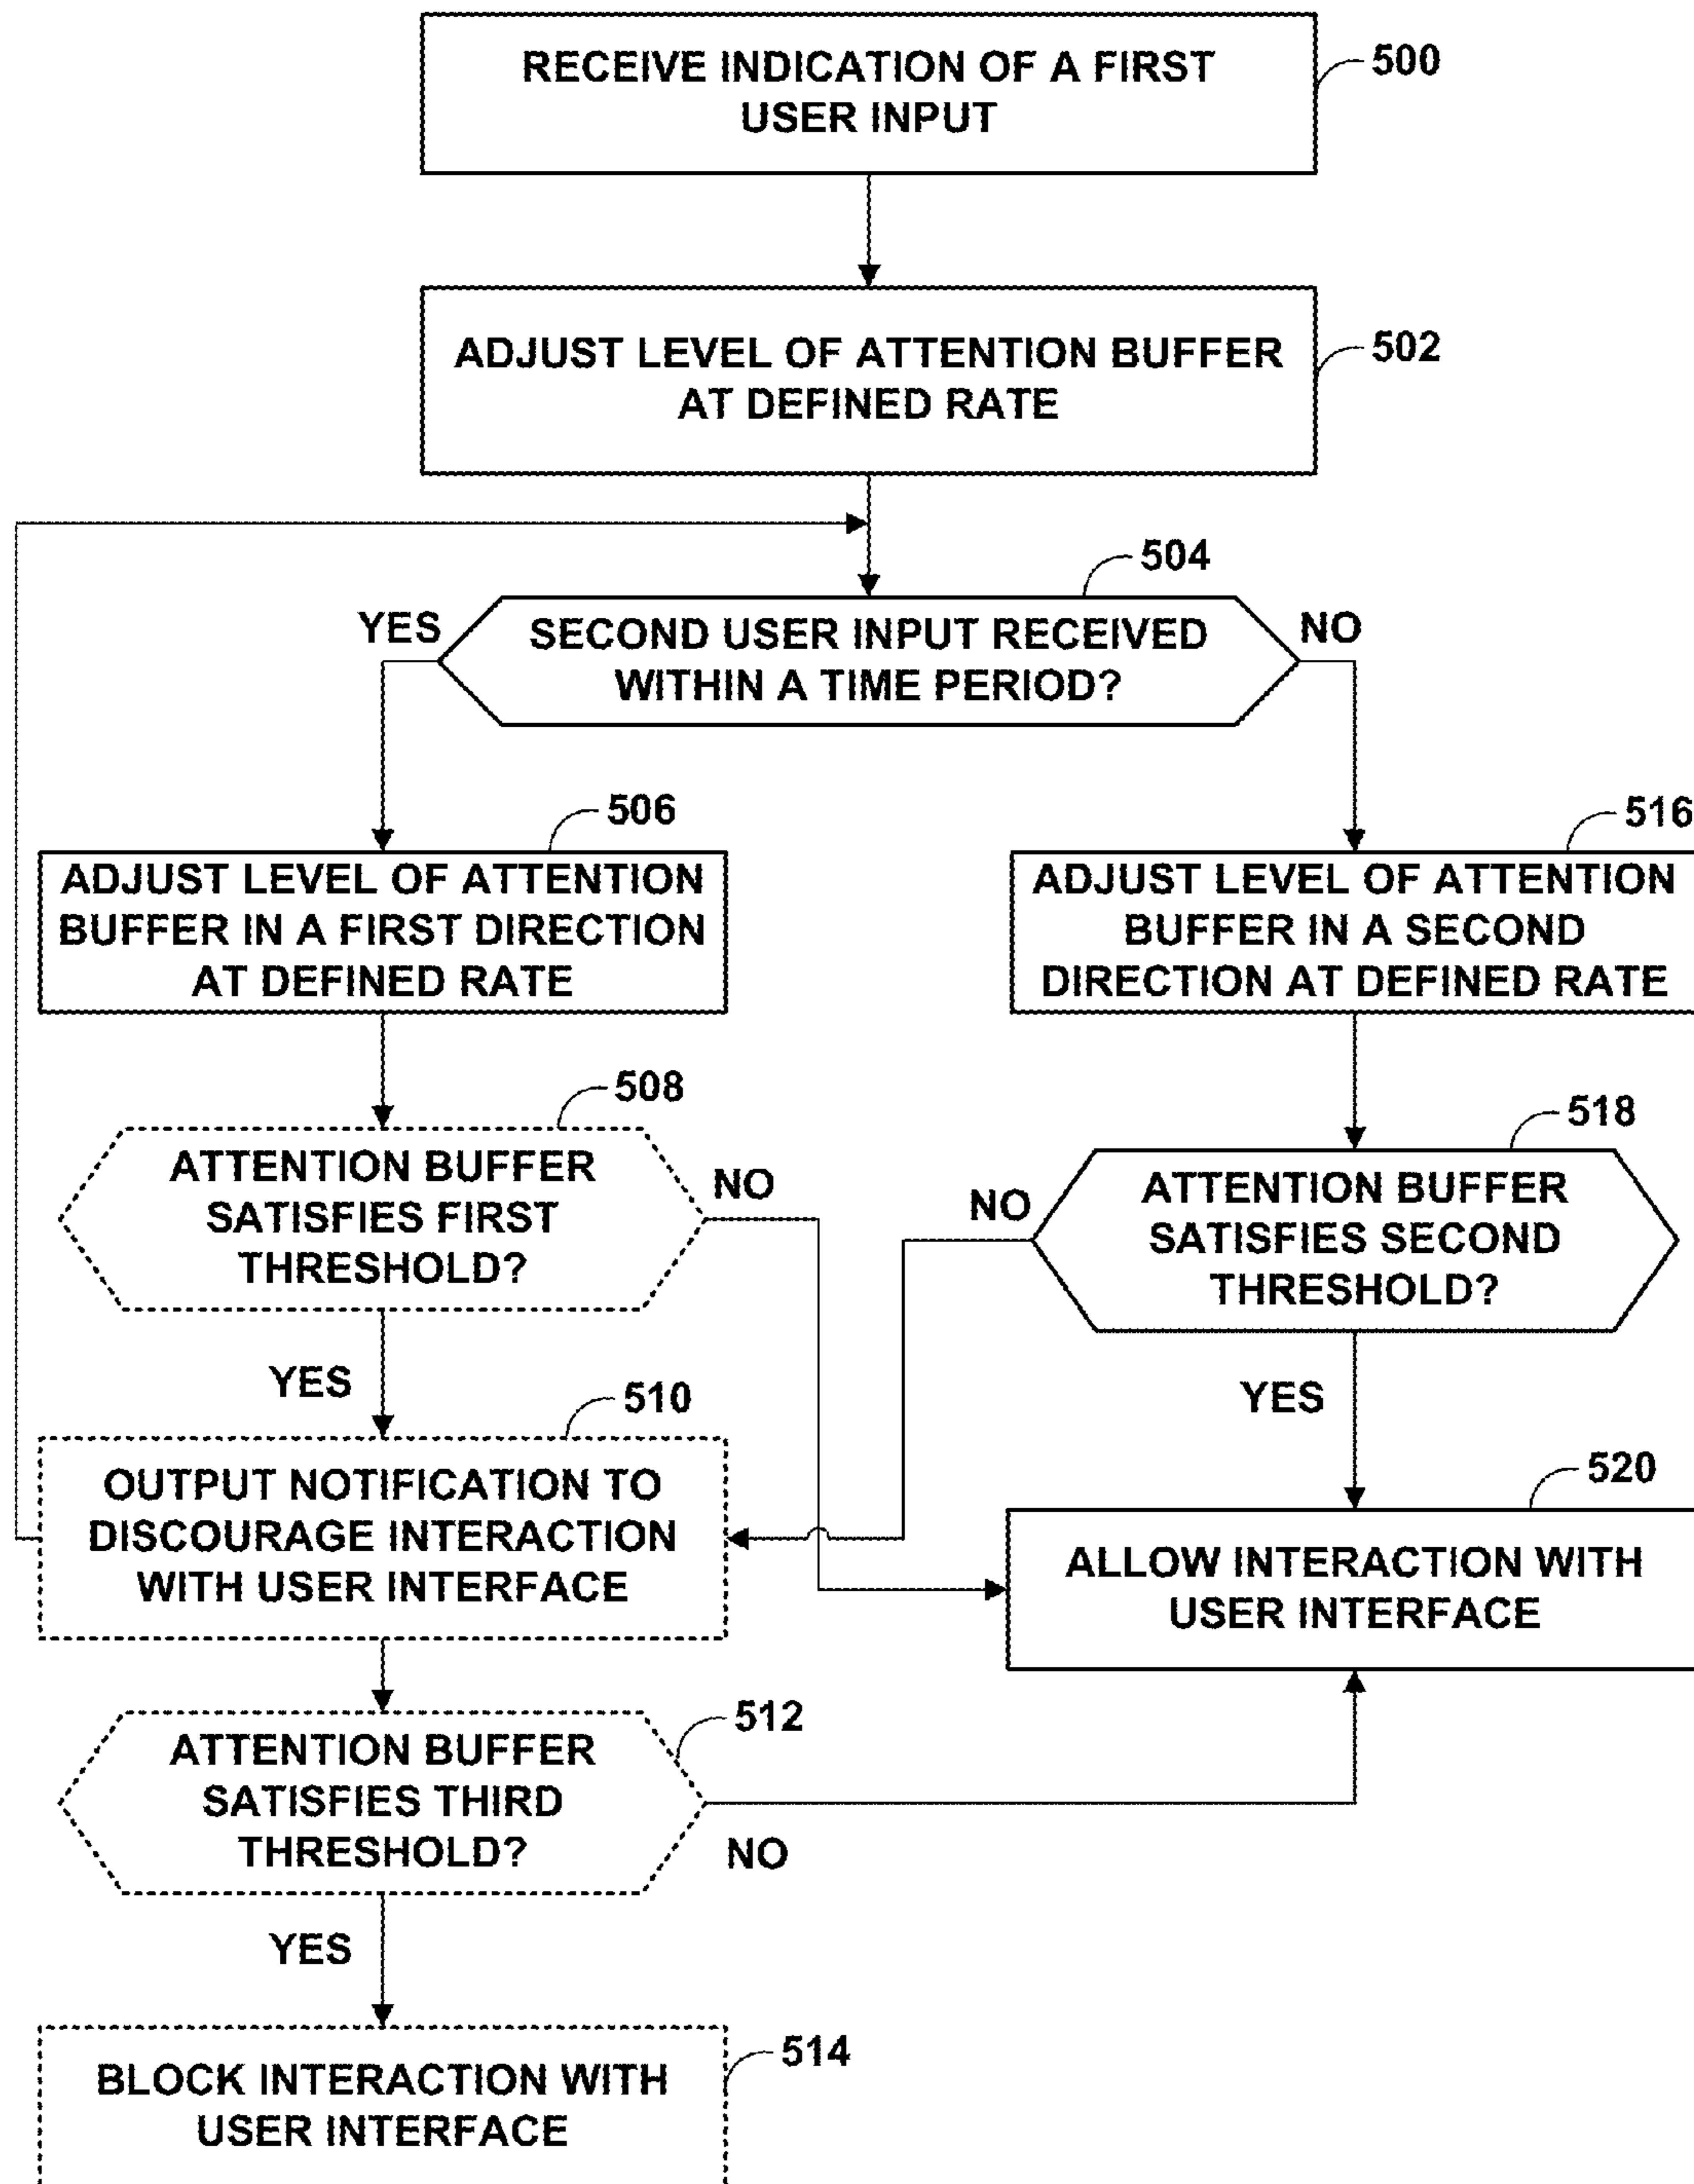 RECEIVE INDICATION OF A FIRST
USER INPUT
500
ADJUST LEVEL OF ATTENTION BUFFER
AT DEFINED RATE
502
504
YES
SECOND USER INPUT RECEIVED
WITHIN A TIME PERIOD?
NO
506
ADJUST LEVEL OF ATTENTION
BUFFER IN A FIRST DIRECTION
AT DEFINED RATE
516
ADJUST LEVEL OF ATTENTION
BUFFER IN A SECOND
DIRECTION AT DEFINED RATE
508
ATTENTION BUFFER
SATISFIES FIRST
THRESHOLD?
NO
YES
518
NO
ATTENTION BUFFER
SATISFIES SECOND
THRESHOLD?
YES
510
OUTPUT NOTIFICATION TO
DISCOURAGE INTERACTION
WITH USER INTERFACE
520
ALLOW INTERACTION WITH
USER INTERFACE
512
ATTENTION BUFFER
SATISFIES THIRD
THRESHOLD?
NO
YES
514
BLOCK INTERACTION WITH
USER INTERFACE